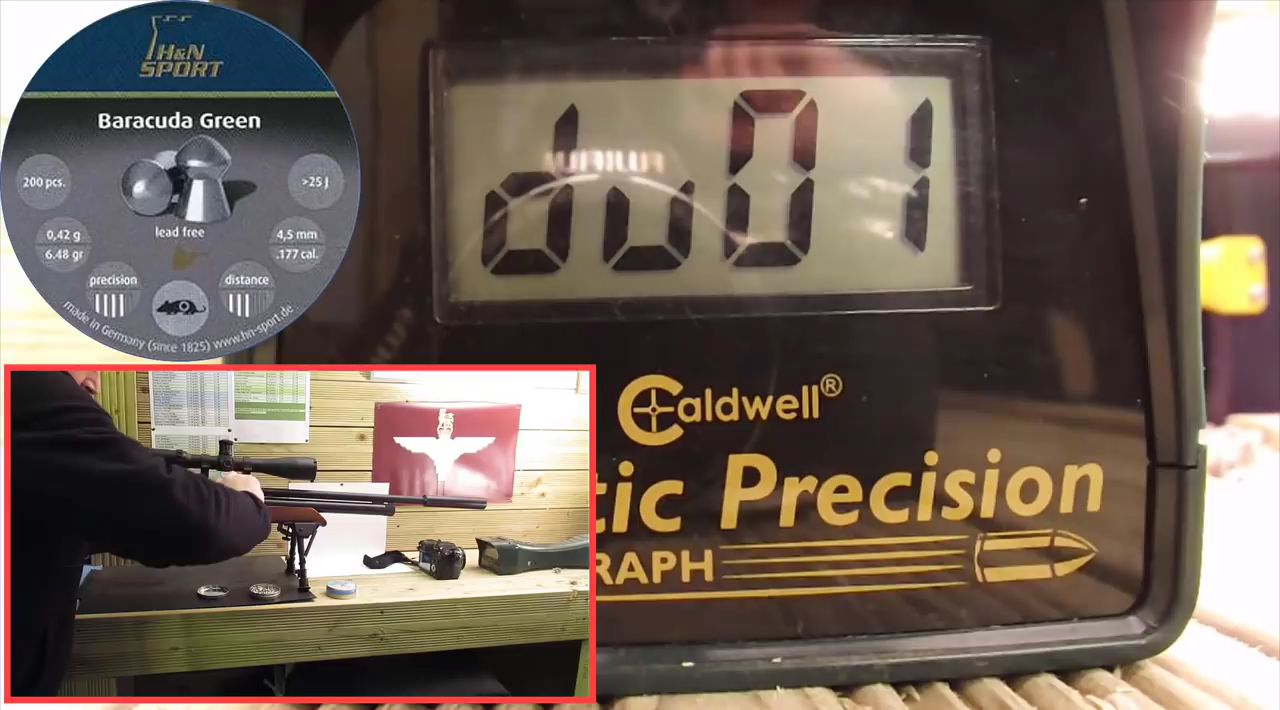 H&N
SPORT
Baracuda Green
200 pcs.
>25 J
lead free
0,42 g
6.48 gr
4,5 mm
.177 cal.
precision
distance
made in Germany (since 1825) www.hn-sport.de
du01
Caldwell®
tic Precision
RAPH